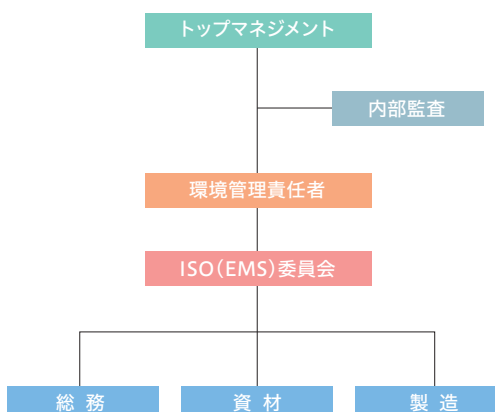 トップマネジメント
内部監査
環境管理責任者
ISO(EMS)委員会
総 務
資 材
製 造